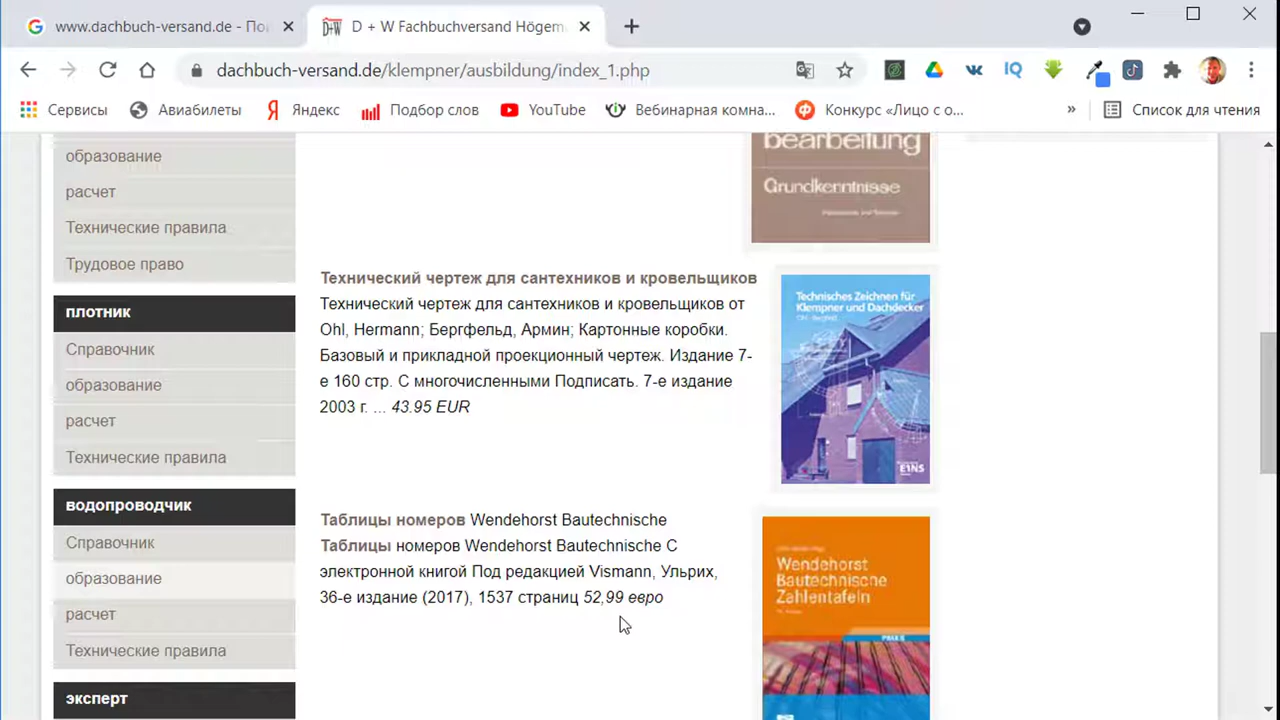 www.dachbuch-versand.de - По
D + W Fachbuchversand Högem
dachbuch-versand.de/klempner/ausbildung/index_1.php
Сервисы
Авиабилеты
Яндекс
Подбор слов
YouTube
Вебинарная комна...
Конкурс «Лицо с о...
»
Список для чтения
образование
расчет
Технические правила
Трудовое право
плотник
Справочник
образование
расчет
Технические правила
водопроводчик
Справочник
образование
расчет
Технические правила
эксперт
bearbeitung
Grundkenntnisse
Технический чертеж для сантехников и кровельщиков
Технический чертеж для сантехников и кровельщиков от
Ohl, Hermann; Бергфельд, Армин; Картонные коробки.
Базовый и прикладной проекционный чертеж. Издание 7-
е 160 стр. С многочисленными Подписать. 7-е издание
2003 г. ... 43.95 EUR
Technisches Zeichnen für
Klempner und Dachdecker
EINS
Таблицы номеров Wendehorst Bautechnische
Таблицы номеров Wendehorst Bautechnische С
электронной книгой Под редакцией Vismann, Ульрих,
36-е издание (2017), 1537 страниц 52,99 евро
Wendehorst
Bautechnische
Zahlentafeln
PRAXIS